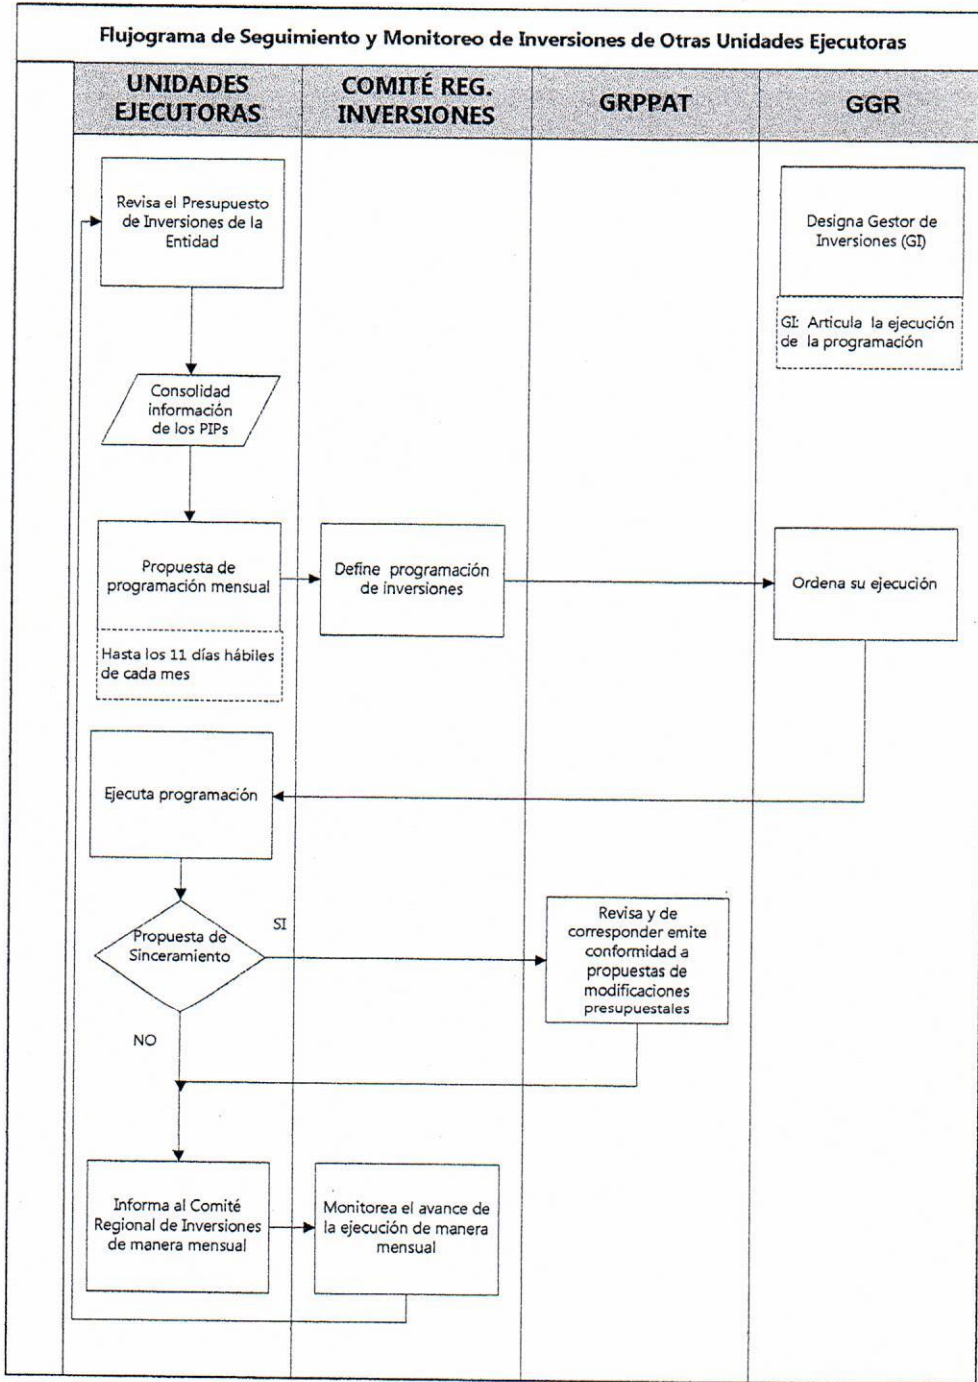 Flujograma de Seguimiento y Monitoreo de Inversiones de Otras Unidades Ejecutoras
UNIDADES
EJECUTORAS
COMITÉ REG.
INVERSIONES
GRPPAT
GGR
Revisa el Presupuesto
de Inversiones de la
Entidad
Designa Gestor de
Inversiones (GI)
GI: Articula la ejecución
de la programación
Consolidad
información
de los PIPs
Propuesta de
programación mensual
Hasta los 11 días hábiles
de cada mes
Define programación
de inversiones
Ordena su ejecución
Ejecuta programación
Propuesta de
Sinceramiento
SI
NO
Revisa y de
corresponder emite
conformidad a
propuestas de
modificaciones
presupuestales
Informa al Comité
Regional de Inversiones
de manera mensual
Monitorea el avance de
la ejecución de manera
mensual